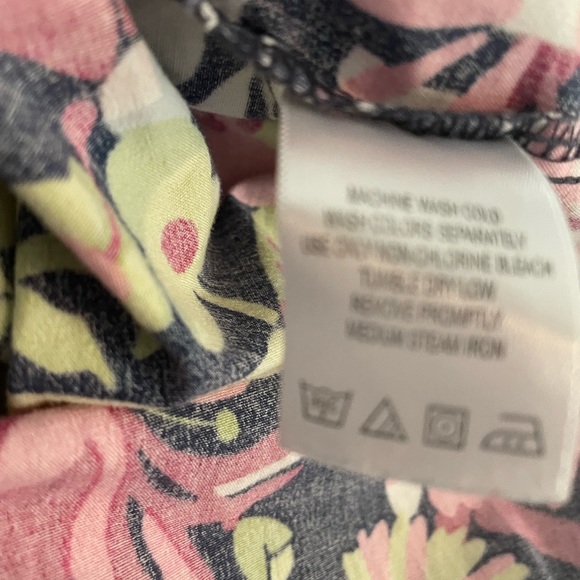 MACHINE WASH COLD
WASH COLORS SEPARATELY
USE ONLY NON-CHLORINE BLEACH
TUMBLE DRY LOW
REMOVE PROMPTLY
MEDIUM STEAM IRON